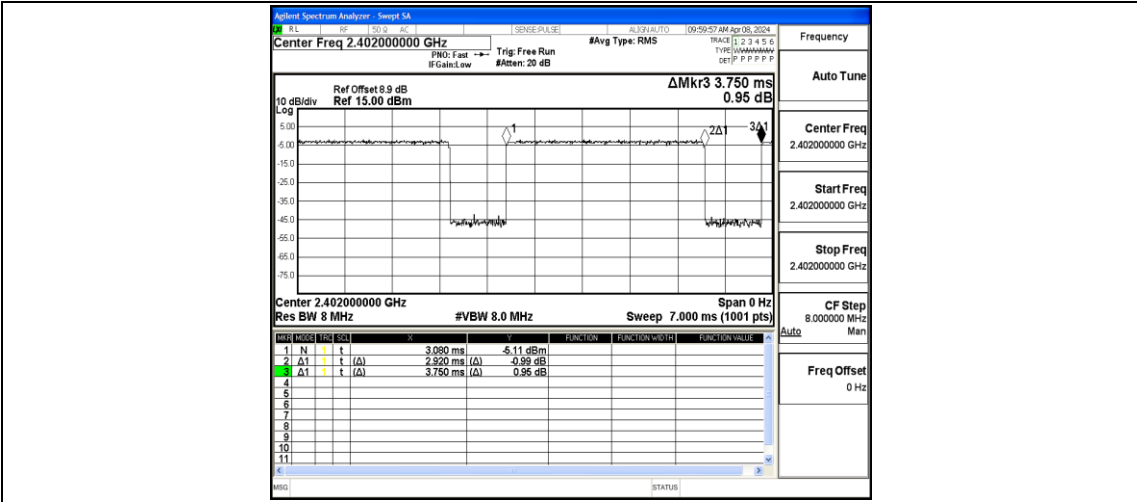 Agilent Spectrum Analyzer - Swept SA
RL RF 50 Ω AC SENSE:PULSE ALIGN AUTO 09:59:57 AM Apr 08, 2024
Center Freq 2.402000000 GHz
PNO: Fast
IFGain:Low
Trig: Free Run
#Atten: 20 dB
#Avg Type: RMS
TRACE 1 2 3 4 5 6
TYPE
DET P P P P P P
ΔMkr3 3.750 ms
0.95 dB
Ref Offset 8.9 dB
10 dB/div Ref 15.00 dBm
Log
5.00
-5.00
-15.0
-25.0
-35.0
-45.0
-55.0
-65.0
-75.0
1
2Δ1
3Δ1
Center 2.402000000 GHz Span 0 Hz
Res BW 8 MHz #VBW 8.0 MHz Sweep 7.000 ms (1001 pts)
MKR MODE TRC SCL X Y FUNCTION FUNCTION WIDTH FUNCTION VALUE
1 N 1 t 3.080 ms -5.11 dBm
2 Δ1 1 t (Δ) 2.920 ms (Δ) -0.99 dB
3 Δ1 1 t (Δ) 3.750 ms (Δ) 0.95 dB
4
5
6
7
8
9
10
11
MSG STATUS
Frequency
Auto Tune
Center Freq
2.402000000 GHz
Start Freq
2.402000000 GHz
Stop Freq
2.402000000 GHz
CF Step
8.000000 MHz
Auto Man
Freq Offset
0 Hz